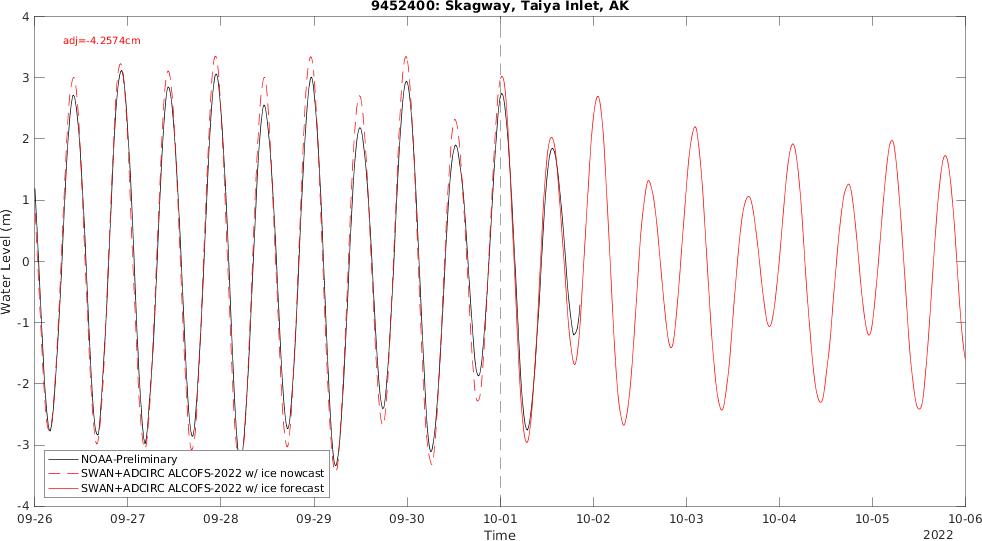 9452400: Skagway, Taiya Inlet, AK
adj=-4.2574cm
4
3
2
1
0
-1
-2
-3
-4
Water Level (m)
NOAA-Preliminary
SWAN+ADCIRC ALCOFS-2022 w/ ice nowcast
SWAN+ADCIRC ALCOFS-2022 w/ ice forecast
09-26 09-27 09-28 09-29 09-30 10-01 10-02 10-03 10-04 10-05 10-06
Time
2022